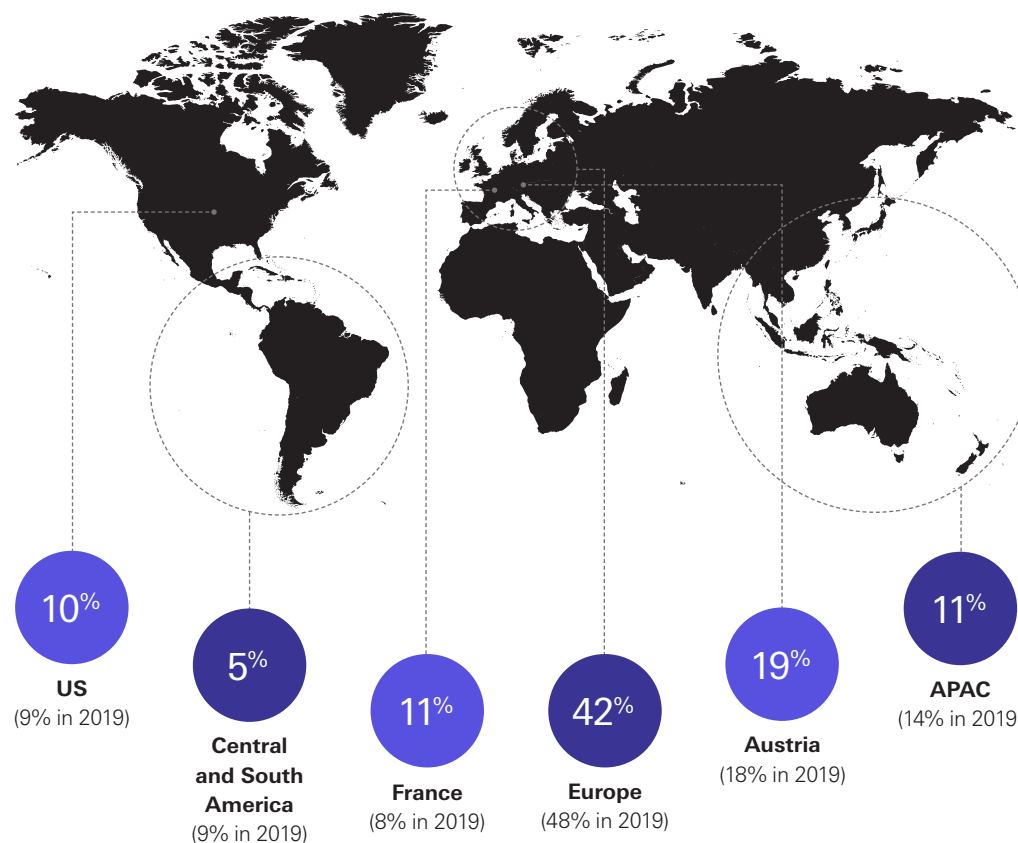 10%
US
(9% in 2019)
5%
Central
and South
America
(9% in 2019)
11%
France
(8% in 2019)
42%
Europe
(48% in 2019)
19%
Austria
(18% in 2019)
11%
APAC
(14% in 2019